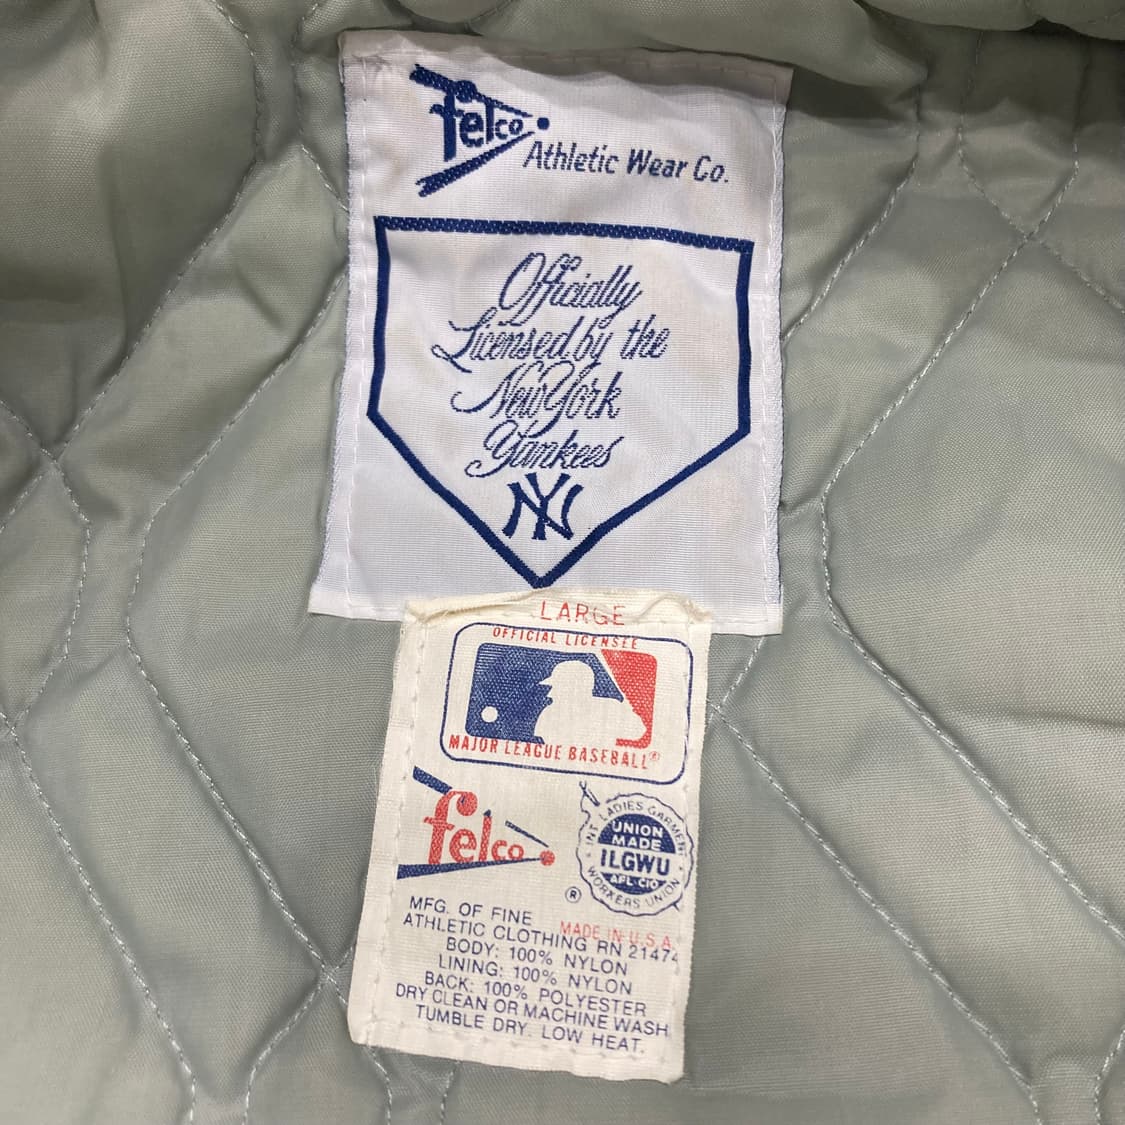 felco
Athletic Wear Co.
Officially
Licensed by the
New York
Yankees
NY
LARGE
OFFICIAL LICENSEE
MAJOR LEAGUE BASEBALL®
felco
®
INT. LADIES GARMENT
UNION
MADE
ILGWU
AFL-CIO
WORKERS UNION
MFG. OF FINE
MADE IN U.S.A.
ATHLETIC CLOTHING RN 21474
BODY: 100% NYLON
LINING: 100% NYLON
BACK: 100% POLYESTER
DRY CLEAN OR MACHINE WASH
TUMBLE DRY. LOW HEAT.